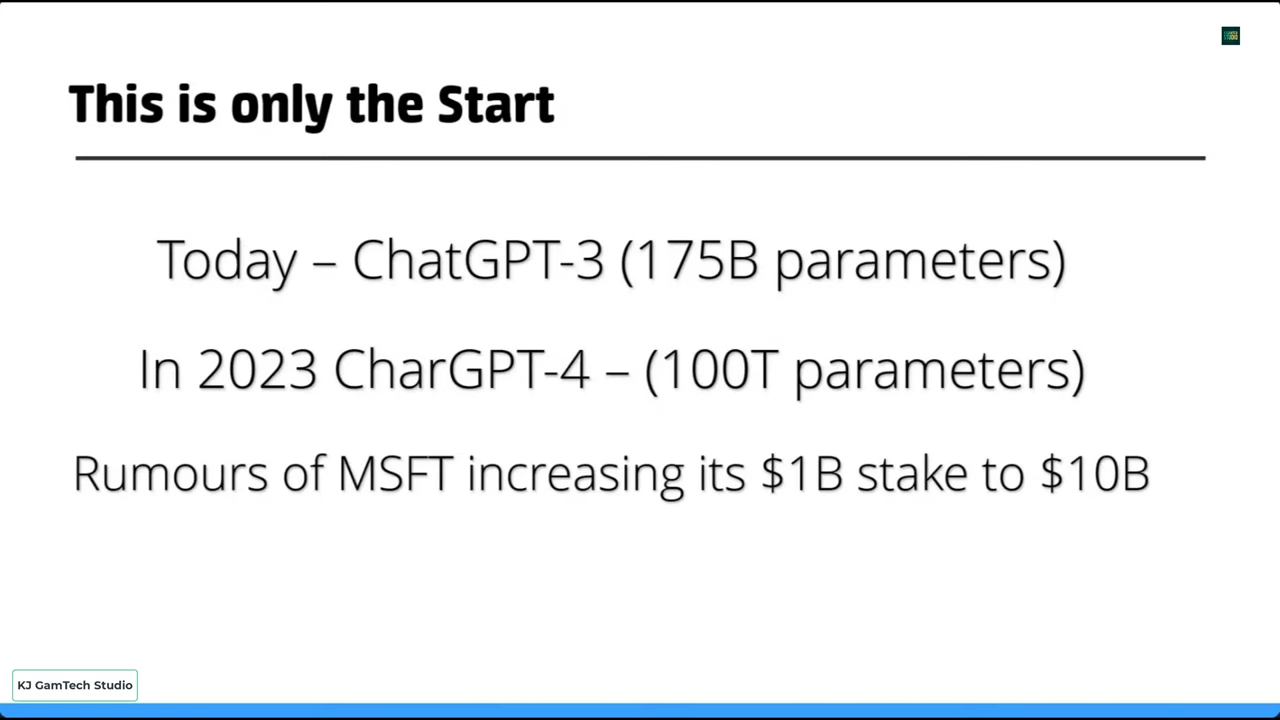 This is only the Start
Today – ChatGPT-3 (175B parameters)
In 2023 CharGPT-4 – (100T parameters)
Rumours of MSFT increasing its $1B stake to $10B
KJ GamTech Studio